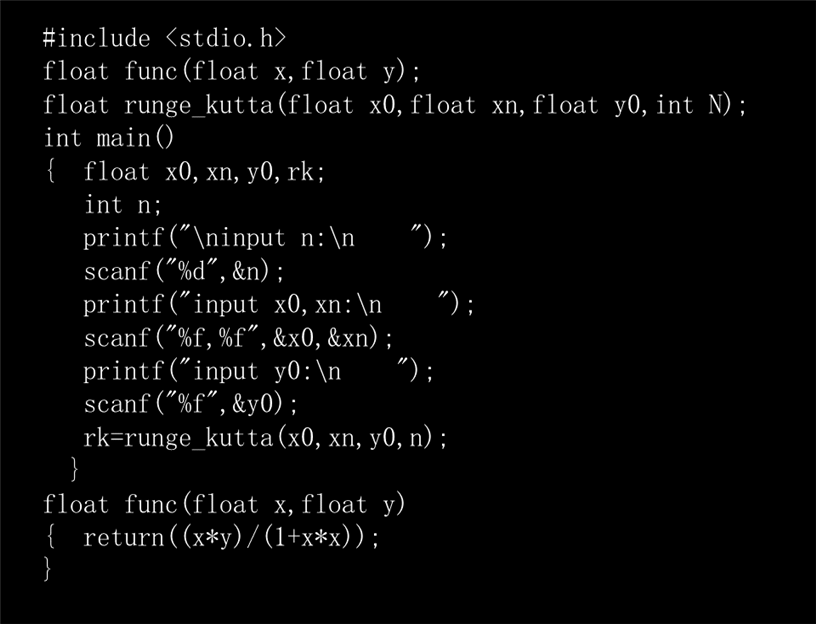 #include <stdio.h>
float func(float x,float y);
float runge_kutta(float x0,float xn,float y0,int N);
int main()
{  float x0,xn,y0,rk;
   int n;
   printf("\ninput n:\n    ");
   scanf("%d",&n);
   printf("input x0,xn:\n    ");
   scanf("%f,%f",&x0,&xn);
   printf("input y0:\n    ");
   scanf("%f",&y0);
   rk=runge_kutta(x0,xn,y0,n);
  }
float func(float x,float y)
{  return((x*y)/(1+x*x));
}